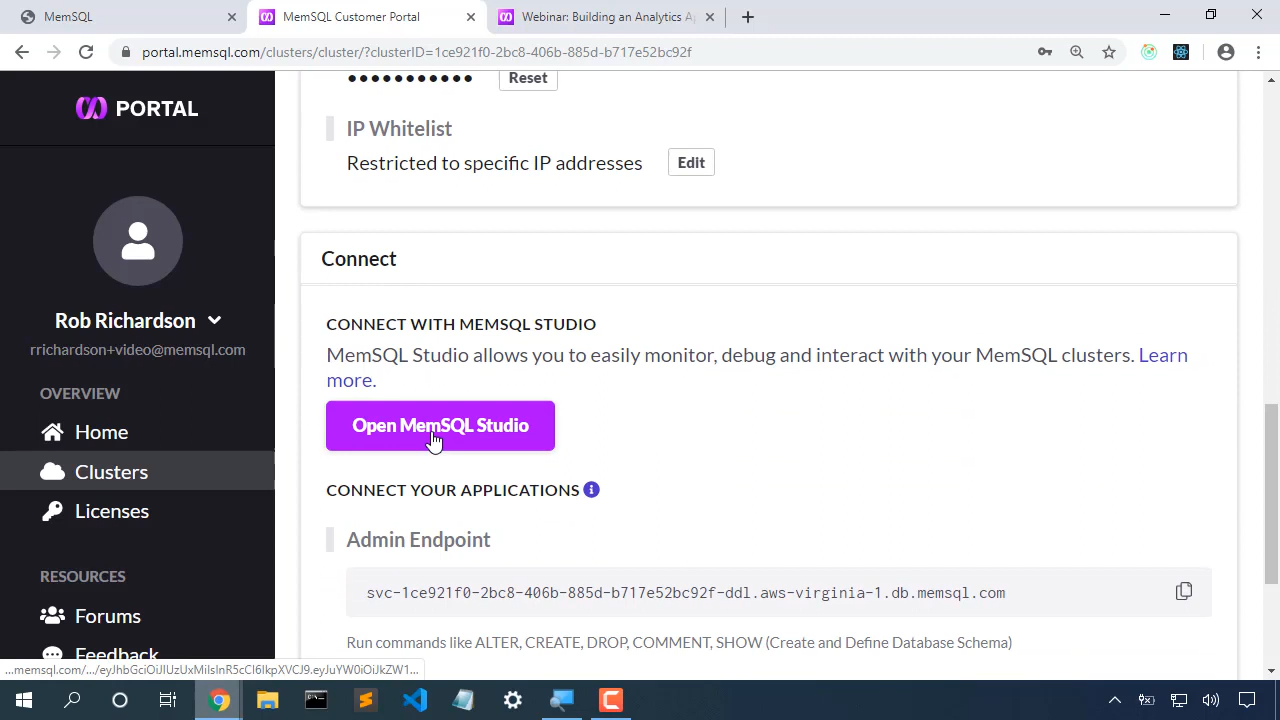 MemSQL
MemSQL Customer Portal
Webinar: Building an Analytics Ap
portal.memsql.com/clusters/cluster/?clusterID=1ce921f0-2bc8-406b-885d-b717e52bc92f
PORTAL
Rob Richardson
rrichardson+video@memsql.com
OVERVIEW
Home
Clusters
Licenses
RESOURCES
Forums
Feedback
Reset
IP Whitelist
Restricted to specific IP addresses
Edit
Connect
CONNECT WITH MEMSQL STUDIO
MemSQL Studio allows you to easily monitor, debug and interact with your MemSQL clusters. Learn
more.
Open MemSQL Studio
CONNECT YOUR APPLICATIONS
Admin Endpoint
svc-1ce921f0-2bc8-406b-885d-b717e52bc92f-ddl.aws-virginia-1.db.memsql.com
Run commands like ALTER, CREATE, DROP, COMMENT, SHOW (Create and Define Database Schema)